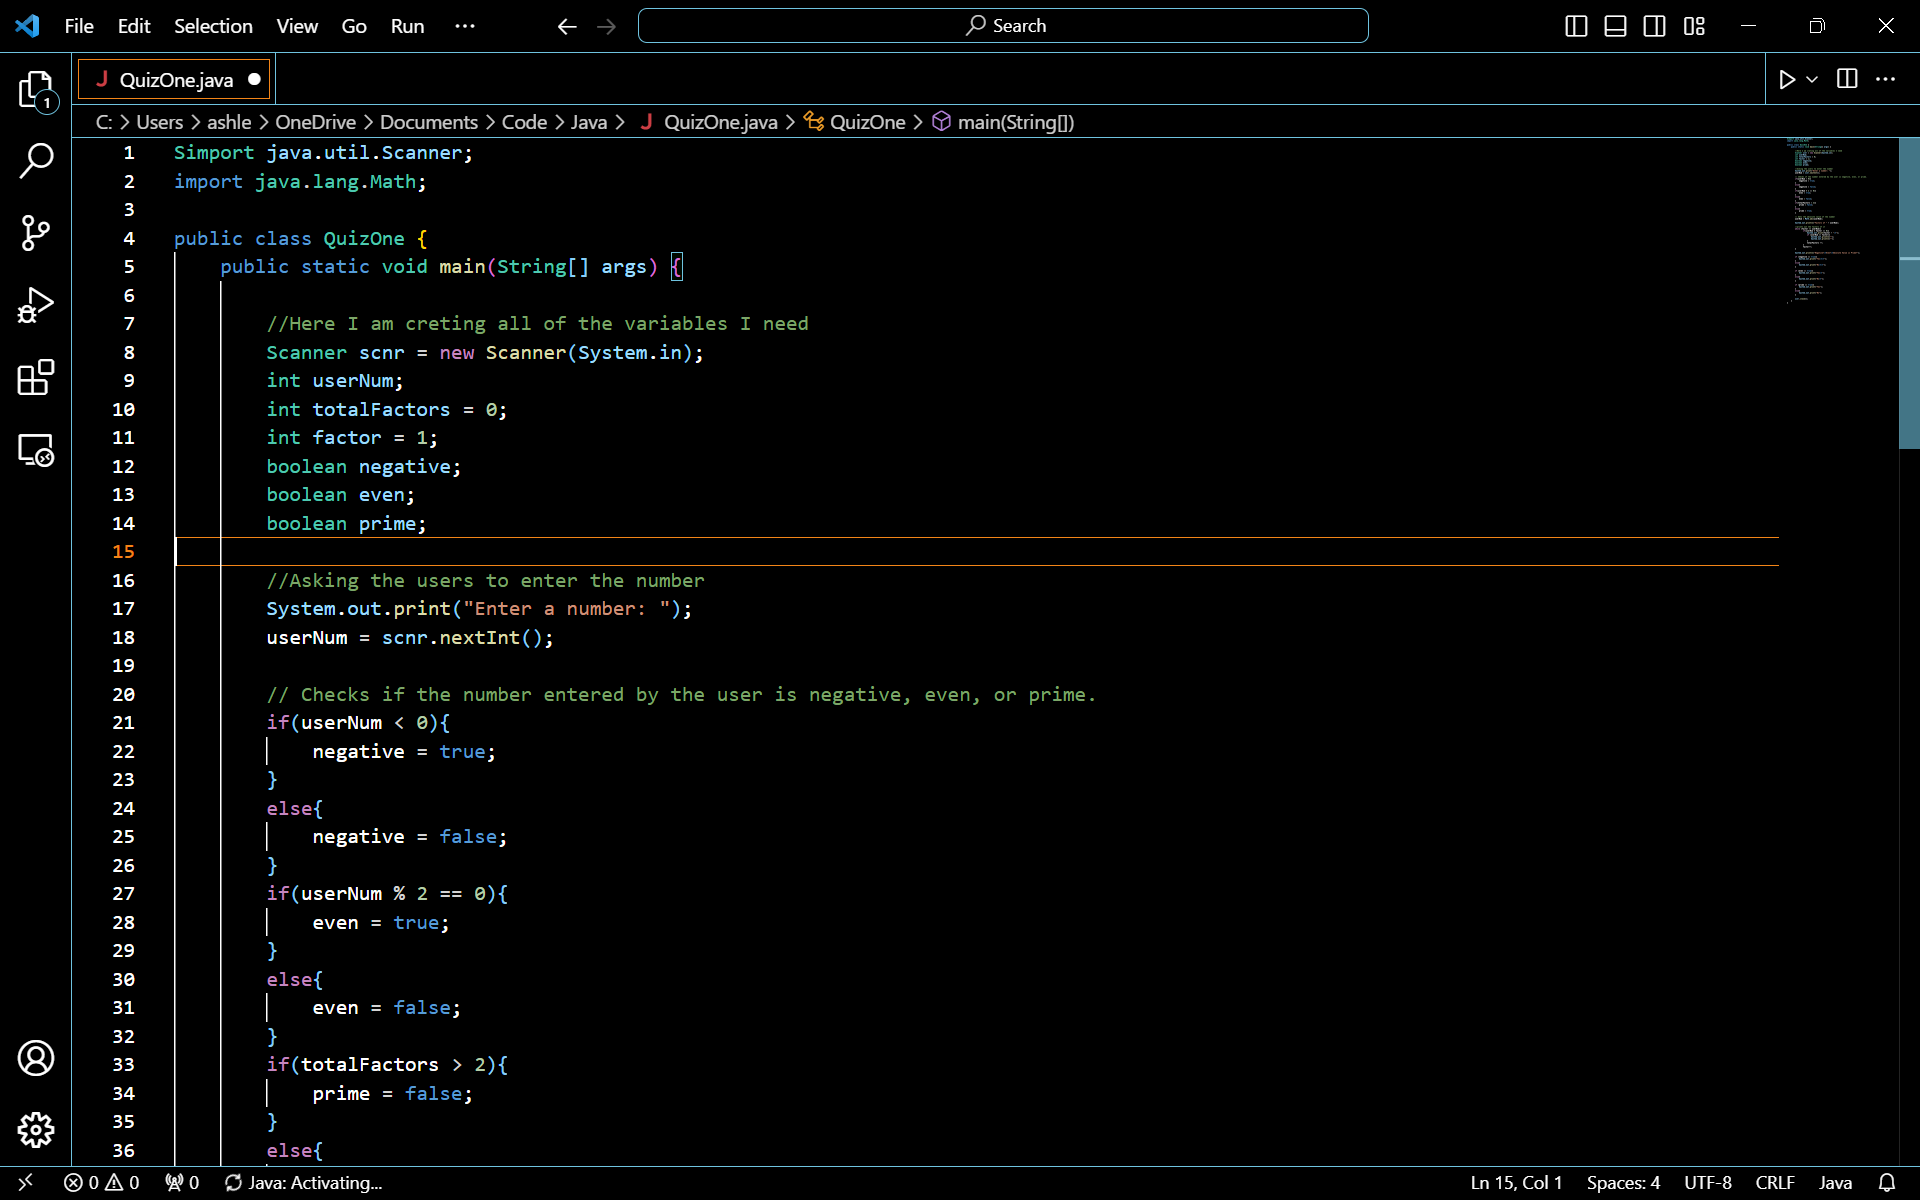 File Edit Selection View Go Run ··· Search
J QuizOne.java
C: > Users > ashle > OneDrive > Documents > Code > Java > J QuizOne.java > QuizOne > main(String[])
1 Simport java.util.Scanner;
2 import java.lang.Math;
3
4 public class QuizOne {
5 public static void main(String[] args) {
6
7 //Here I am creting all of the variables I need
8 Scanner scnr = new Scanner(System.in);
9 int userNum;
10 int totalFactors = 0;
11 int factor = 1;
12 boolean negative;
13 boolean even;
14 boolean prime;
15
16 //Asking the users to enter the number
17 System.out.print("Enter a number: ");
18 userNum = scnr.nextInt();
19
20 // Checks if the number entered by the user is negative, even, or prime.
21 if(userNum < 0){
22 negative = true;
23 }
24 else{
25 negative = false;
26 }
27 if(userNum % 2 == 0){
28 even = true;
29 }
30 else{
31 even = false;
32 }
33 if(totalFactors > 2){
34 prime = false;
35 }
36 else{
1
0 0 0 Java: Activating... Ln 15, Col 1 Spaces: 4 UTF-8 CRLF Java